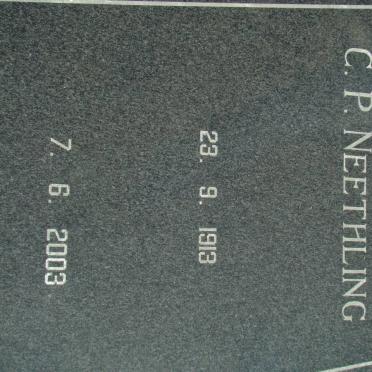 C. P. NEETHLING
23. 9. 1913
7. 6. 2003